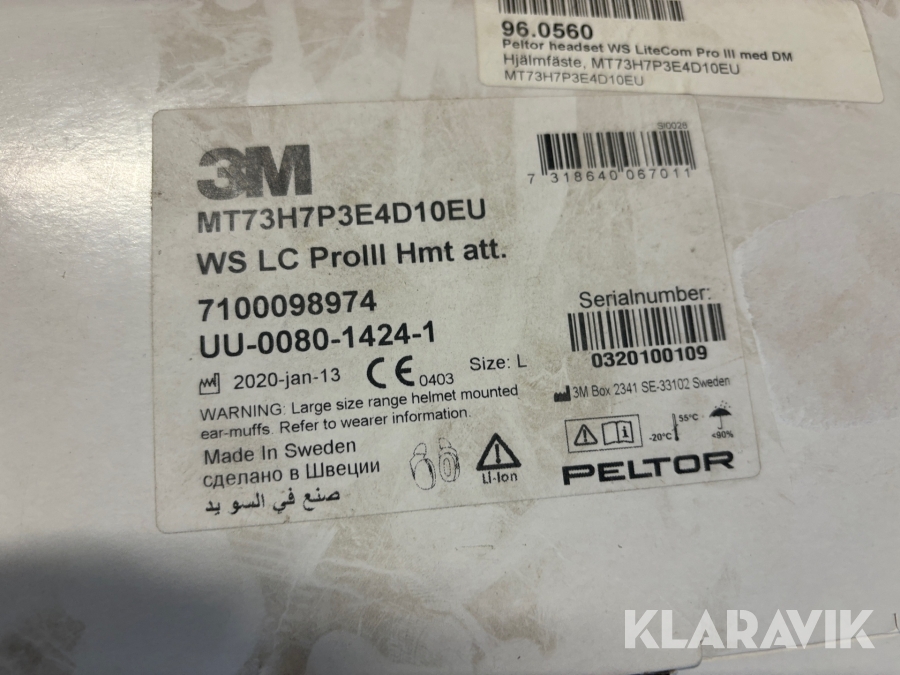 96.0560
Peltor headset WS LiteCom Pro III med DM
Hjälmfäste, MT73H7P3E4D10EU
MT73H7P3E4D10EU
3M
SI0028
7 318640 067011
MT73H7P3E4D10EU
WS LC ProIII Hmt att.
7100098974
UU-0080-1424-1
Serialnumber:
0320100109
2020-jan-13 CE 0403 Size: L
3M Box 2341 SE-33102 Sweden
WARNING: Large size range helmet mounted
ear-muffs. Refer to wearer information.
Made In Sweden
сделано в Швеции
صنع في السويد
Li-Ion
-20°C 55°C <90%
PELTOR
KLARAVIK